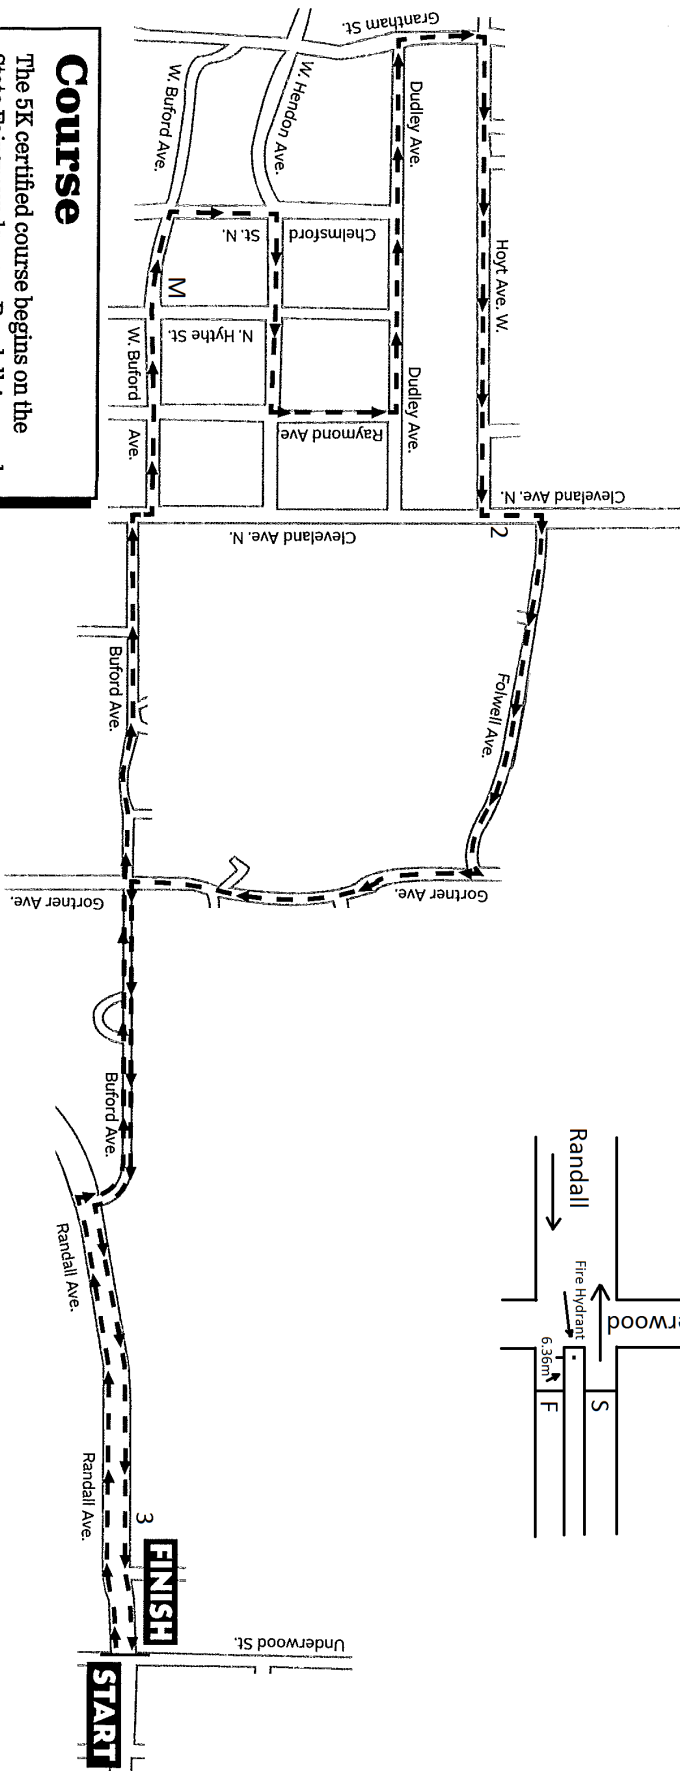 Course
The 5K certified course begins on the
Grantham St.
W. Buford Ave.
W. Hendon Ave.
Dudley Ave.
St. N.
Chelmsford
Hoyt Ave. W.
M
W. Buford
Ave.
N. Hythe St.
Dudley Ave.
Raymond Ave.
Cleveland Ave. N.
Cleveland Ave. N.
2
Buford Ave.
Folwell Ave.
Gortner Ave.
Gortner Ave.
Buford Ave.
Randall Ave.
Randall Ave.
3
FINISH
START
Underwood St.
Randall
Fire Hydrant
6.36m
S
F